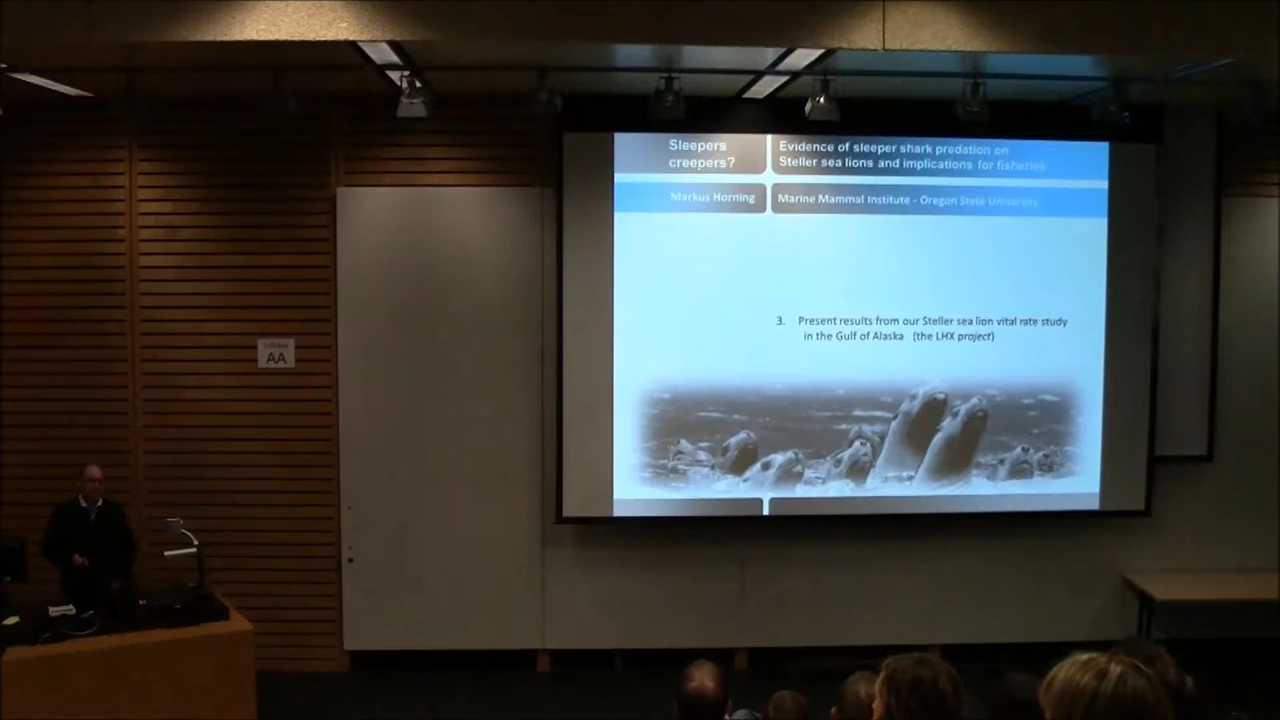 Sleepers
creepers?
Evidence of sleeper shark predation on
Steller sea lions and implications for fisheries
Markus Horning
Marine Mammal Institute - Oregon State University
3. Present results from our Steller sea lion vital rate study
in the Gulf of Alaska (the LHX project)
AA